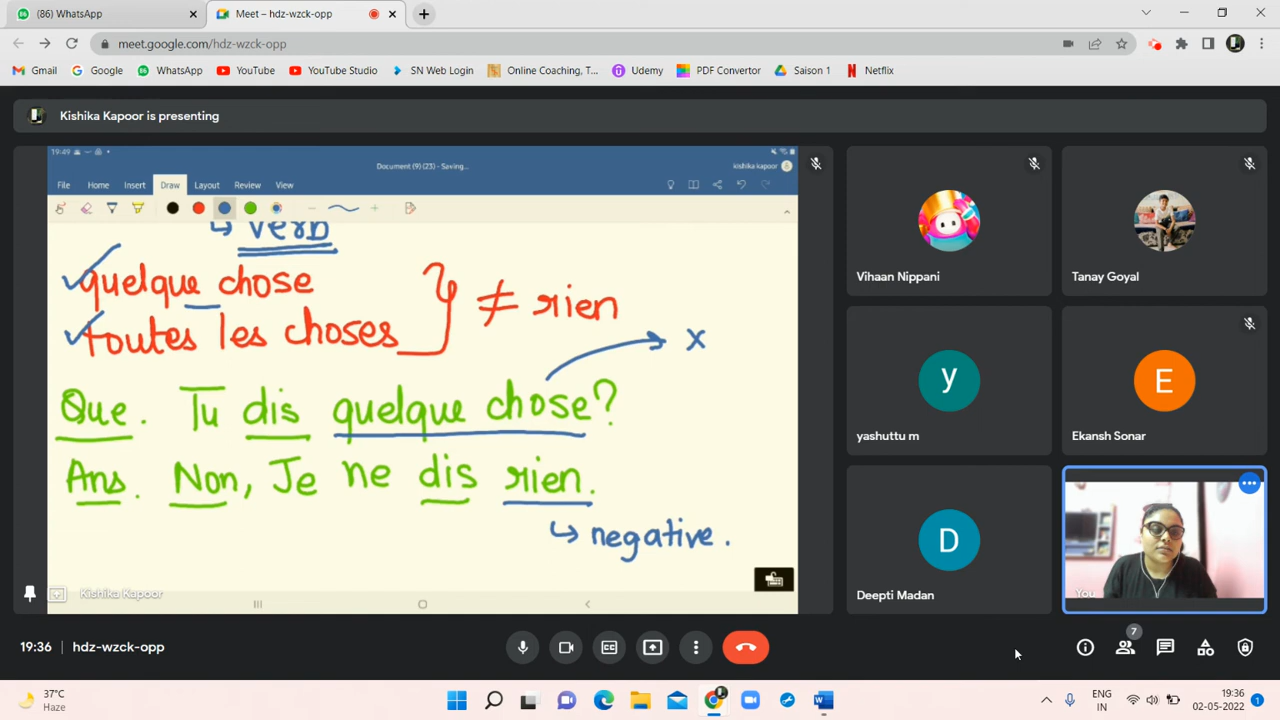 (86) WhatsApp
Meet – hdz-wzck-opp
meet.google.com/hdz-wzck-opp
Gmail Google WhatsApp YouTube YouTube Studio SN Web Login Online Coaching, T... Udemy PDF Convertor Saison 1 Netflix
Kishika Kapoor is presenting
19:49
Document (9) (23) - Saving...
kishika kapoor
File Home Insert Draw Layout Review View
↳ verb
quelque chose
toutes les choses
≠ rien
x
Que. Tu dis quelque chose?
Ans. Non, Je ne dis rien.
↳ negative.
Kishika Kapoor
Vihaan Nippani
Tanay Goyal
y
yashuttu m
E
Ekansh Sonar
D
Deepti Madan
You
19:36 hdz-wzck-opp
7
37°C
Haze
ENG
IN
19:36
02-05-2022
1